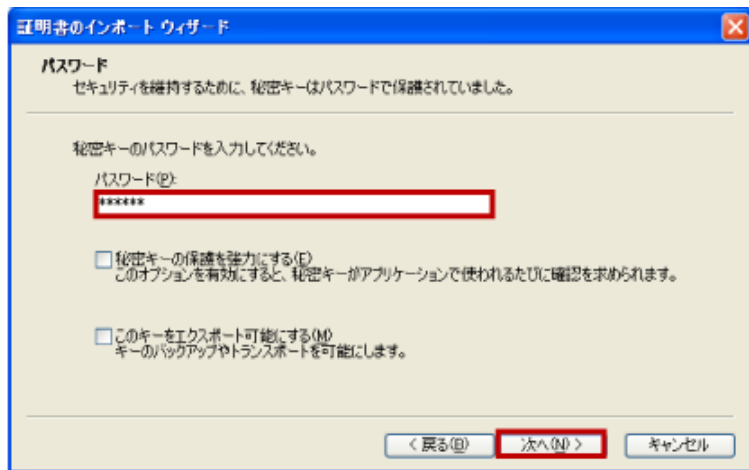 証明書のインポート ウィザード
パスワード
セキュリティを維持するために、秘密キーはパスワードで保護されていました。
秘密キーのパスワードを入力してください。
パスワード(P):
******
秘密キーの保護を強力にする(E)
このオプションを有効にすると、秘密キーがアプリケーションで使われるたびに確認を求められます。
このキーをエクスポート可能にする(M)
キーのバックアップやトランスポートを可能にします。
< 戻る(B)
次へ(N) >
キャンセル